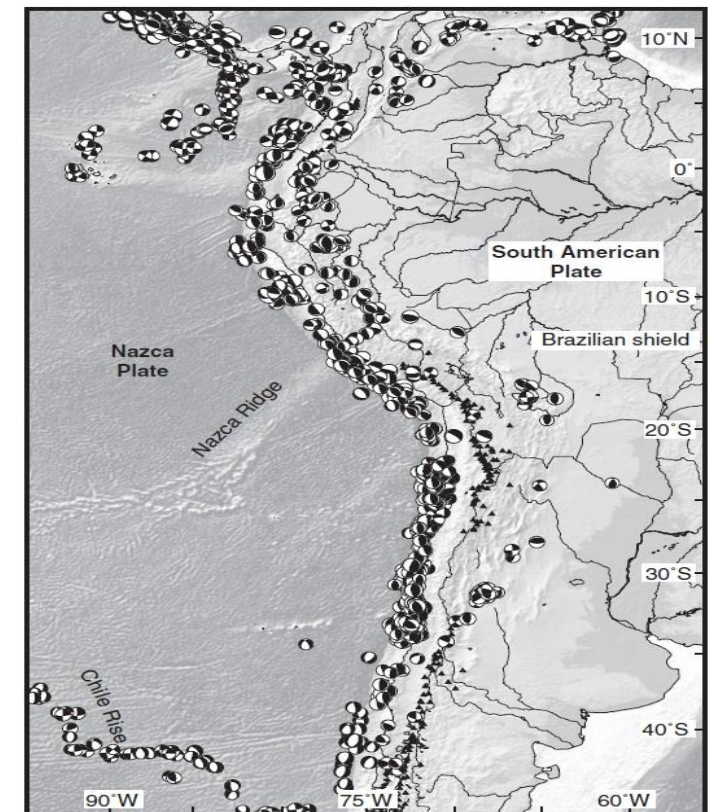 10˚N
0˚
South American
Plate
10˚S
Brazilian shield
Nazca
Plate
Nazca Ridge
20˚S
30˚S
Chile Rise
40˚S
90˚W
75˚W
60˚W